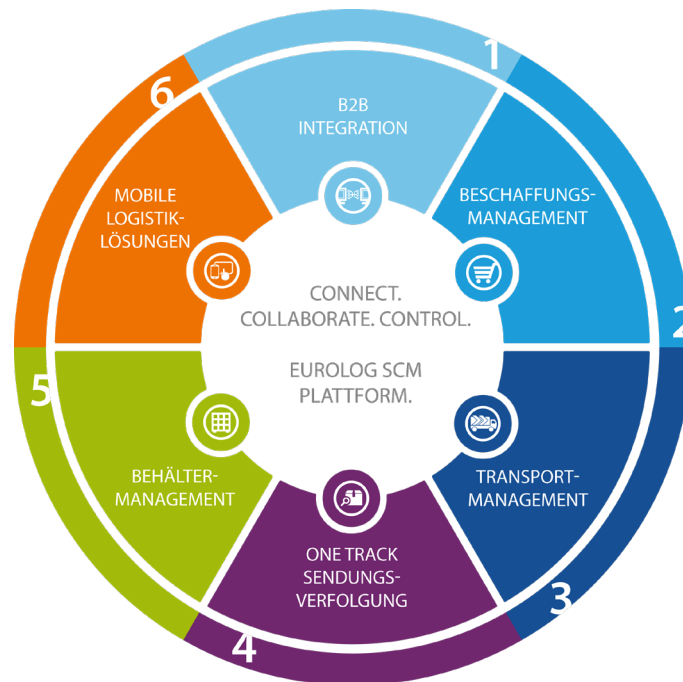 1
B2B
INTEGRATION
2
BESCHAFFUNGS-
MANAGEMENT
3
TRANSPORT-
MANAGEMENT
4
ONE TRACK
SENDUNGS-
VERFOLGUNG
5
BEHÄLTER-
MANAGEMENT
6
MOBILE
LOGISTIK-
LÖSUNGEN
CONNECT.
COLLABORATE. CONTROL.
EUROLOG SCM
PLATTFORM.